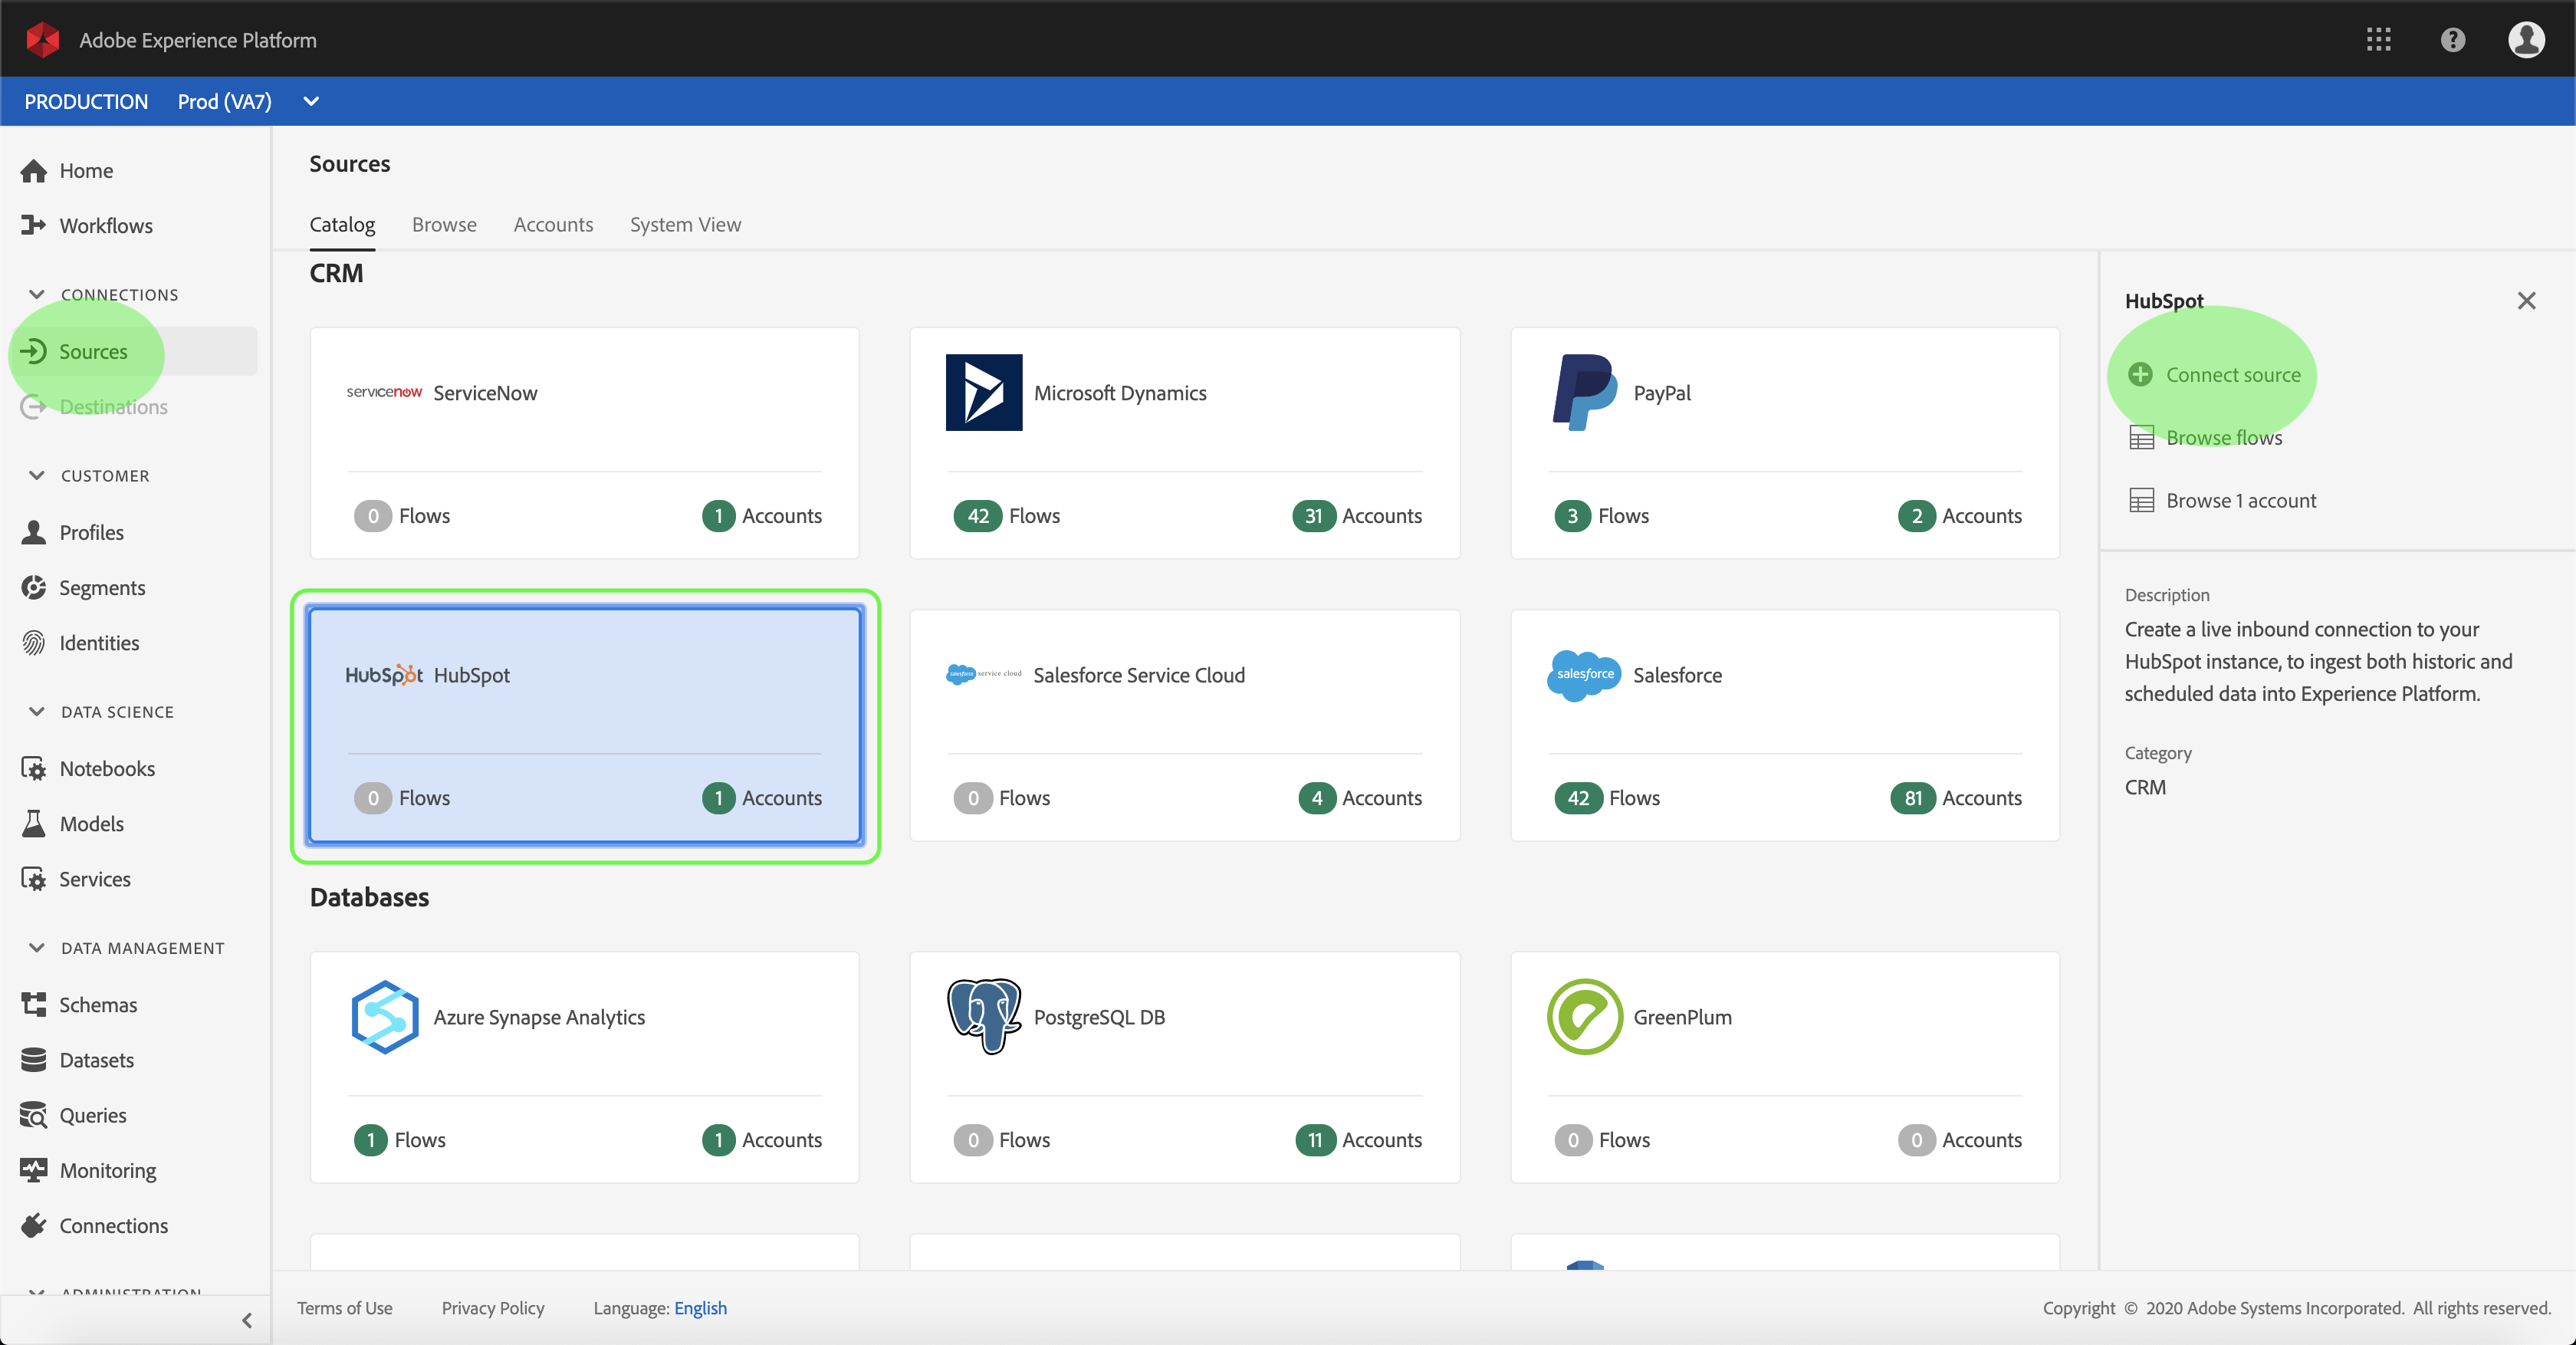 Adobe Experience Platform
PRODUCTION Prod (VA7)
Home
Workflows
CONNECTIONS
Sources
Destinations
CUSTOMER
Profiles
Segments
Identities
DATA SCIENCE
Notebooks
Models
Services
DATA MANAGEMENT
Schemas
Datasets
Queries
Monitoring
Connections
ADMINISTRATION
Sources
Catalog Browse Accounts System View
CRM
servicenow ServiceNow
0 Flows 1 Accounts
Microsoft Dynamics
42 Flows 31 Accounts
PayPal
3 Flows 2 Accounts
HubSpot HubSpot
0 Flows 1 Accounts
salesforce service cloud Salesforce Service Cloud
0 Flows 4 Accounts
salesforce Salesforce
42 Flows 81 Accounts
Databases
Azure Synapse Analytics
1 Flows 1 Accounts
PostgreSQL DB
0 Flows 11 Accounts
GreenPlum
0 Flows 0 Accounts
HubSpot
Connect source
Browse flows
Browse 1 account
Description
Create a live inbound connection to your
HubSpot instance, to ingest both historic and
scheduled data into Experience Platform.
Category
CRM
Terms of Use Privacy Policy Language: English
Copyright © 2020 Adobe Systems Incorporated. All rights reserved.